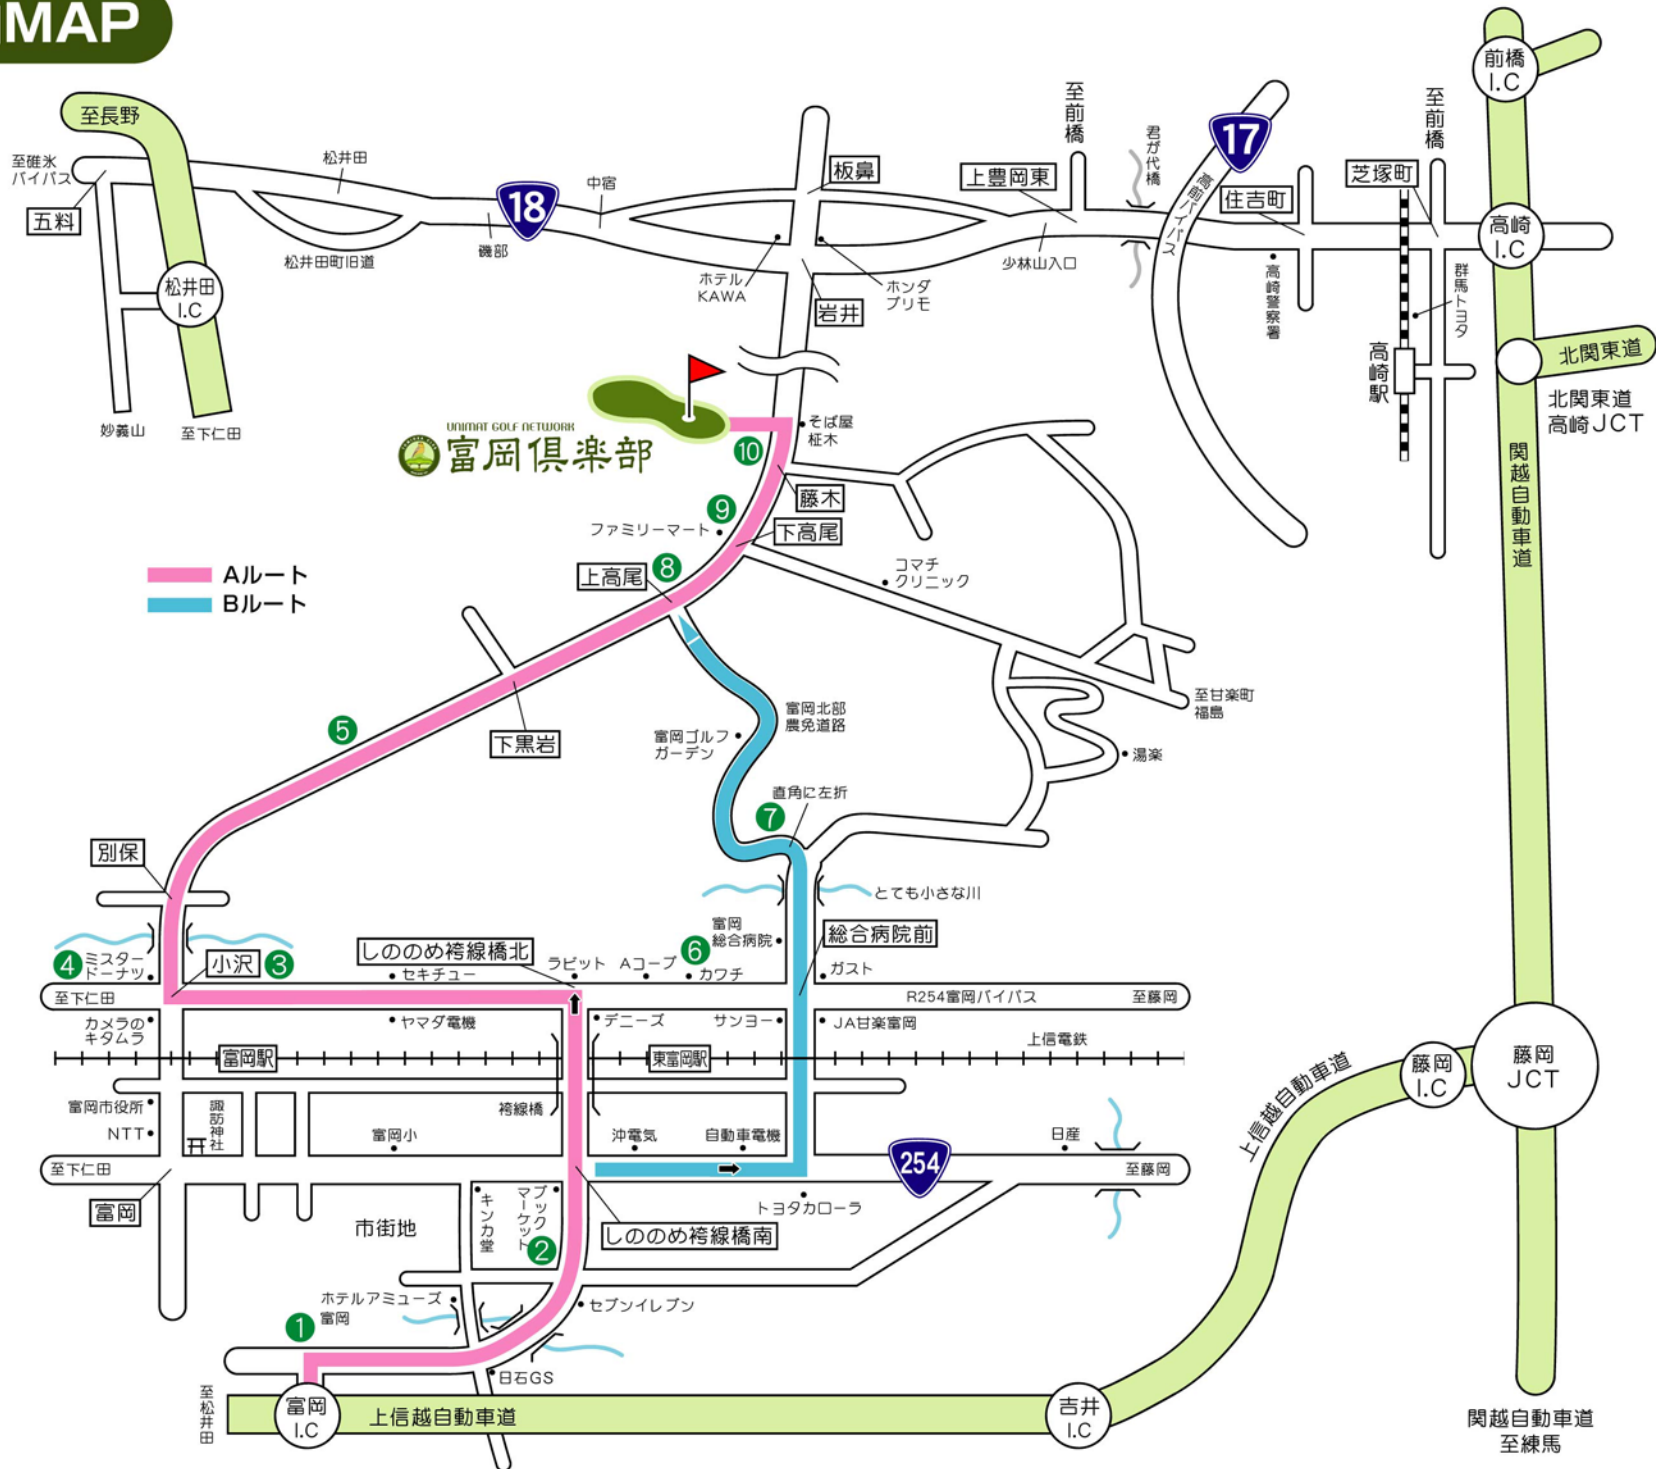 MAP
至長野
至碓氷
バイパス
松井田
五料
松井田町旧道
18
磯部
中宿
板鼻
上豊岡東
至前橋
君が代橋
17
高前バイパス
住吉町
芝塚町
至前橋
前橋
I.C
高崎
I.C
松井田
I.C
ホテル
KAWA
ホンダ
プリモ
岩井
少林山入口
高崎警察署
群馬トヨタ
高崎駅
北関東道
北関東道
高崎JCT
妙義山
至下仁田
UNIMAT GOLF NETWORK
富岡倶楽部
10
そば屋
柾木
藤木
9
ファミリーマート
下高尾
8
上高尾
コマチ
クリニック
関越自動車道
Aルート
Bルート
至甘楽町
福島
富岡北部
農免道路
富岡ゴルフ
ガーデン
湯楽
5
下黒岩
直角に左折
7
別保
とても小さな川
富岡
総合病院
総合病院前
4
ミスター
ドーナツ
小沢
3
しののめ袴線橋北
セキチュー
ラビット
Aコープ
6
カワチ
ガスト
至下仁田
R254富岡バイパス
至藤岡
カメラの
キタムラ
ヤマダ電機
デニーズ
サンヨー
JA甘楽富岡
富岡駅
東富岡駅
上信電鉄
藤岡
I.C
藤岡
JCT
上信越自動車道
富岡市役所
NTT
諏訪神社
袴線橋
富岡小
沖電気
自動車電機
日産
至下仁田
254
至藤岡
富岡
市街地
キンカ堂
ブック
マーケット
2
しののめ袴線橋南
トヨタカローラ
ホテルアミューズ
富岡
1
セブンイレブン
日石GS
至松井田
富岡
I.C
上信越自動車道
吉井
I.C
関越自動車道
至練馬